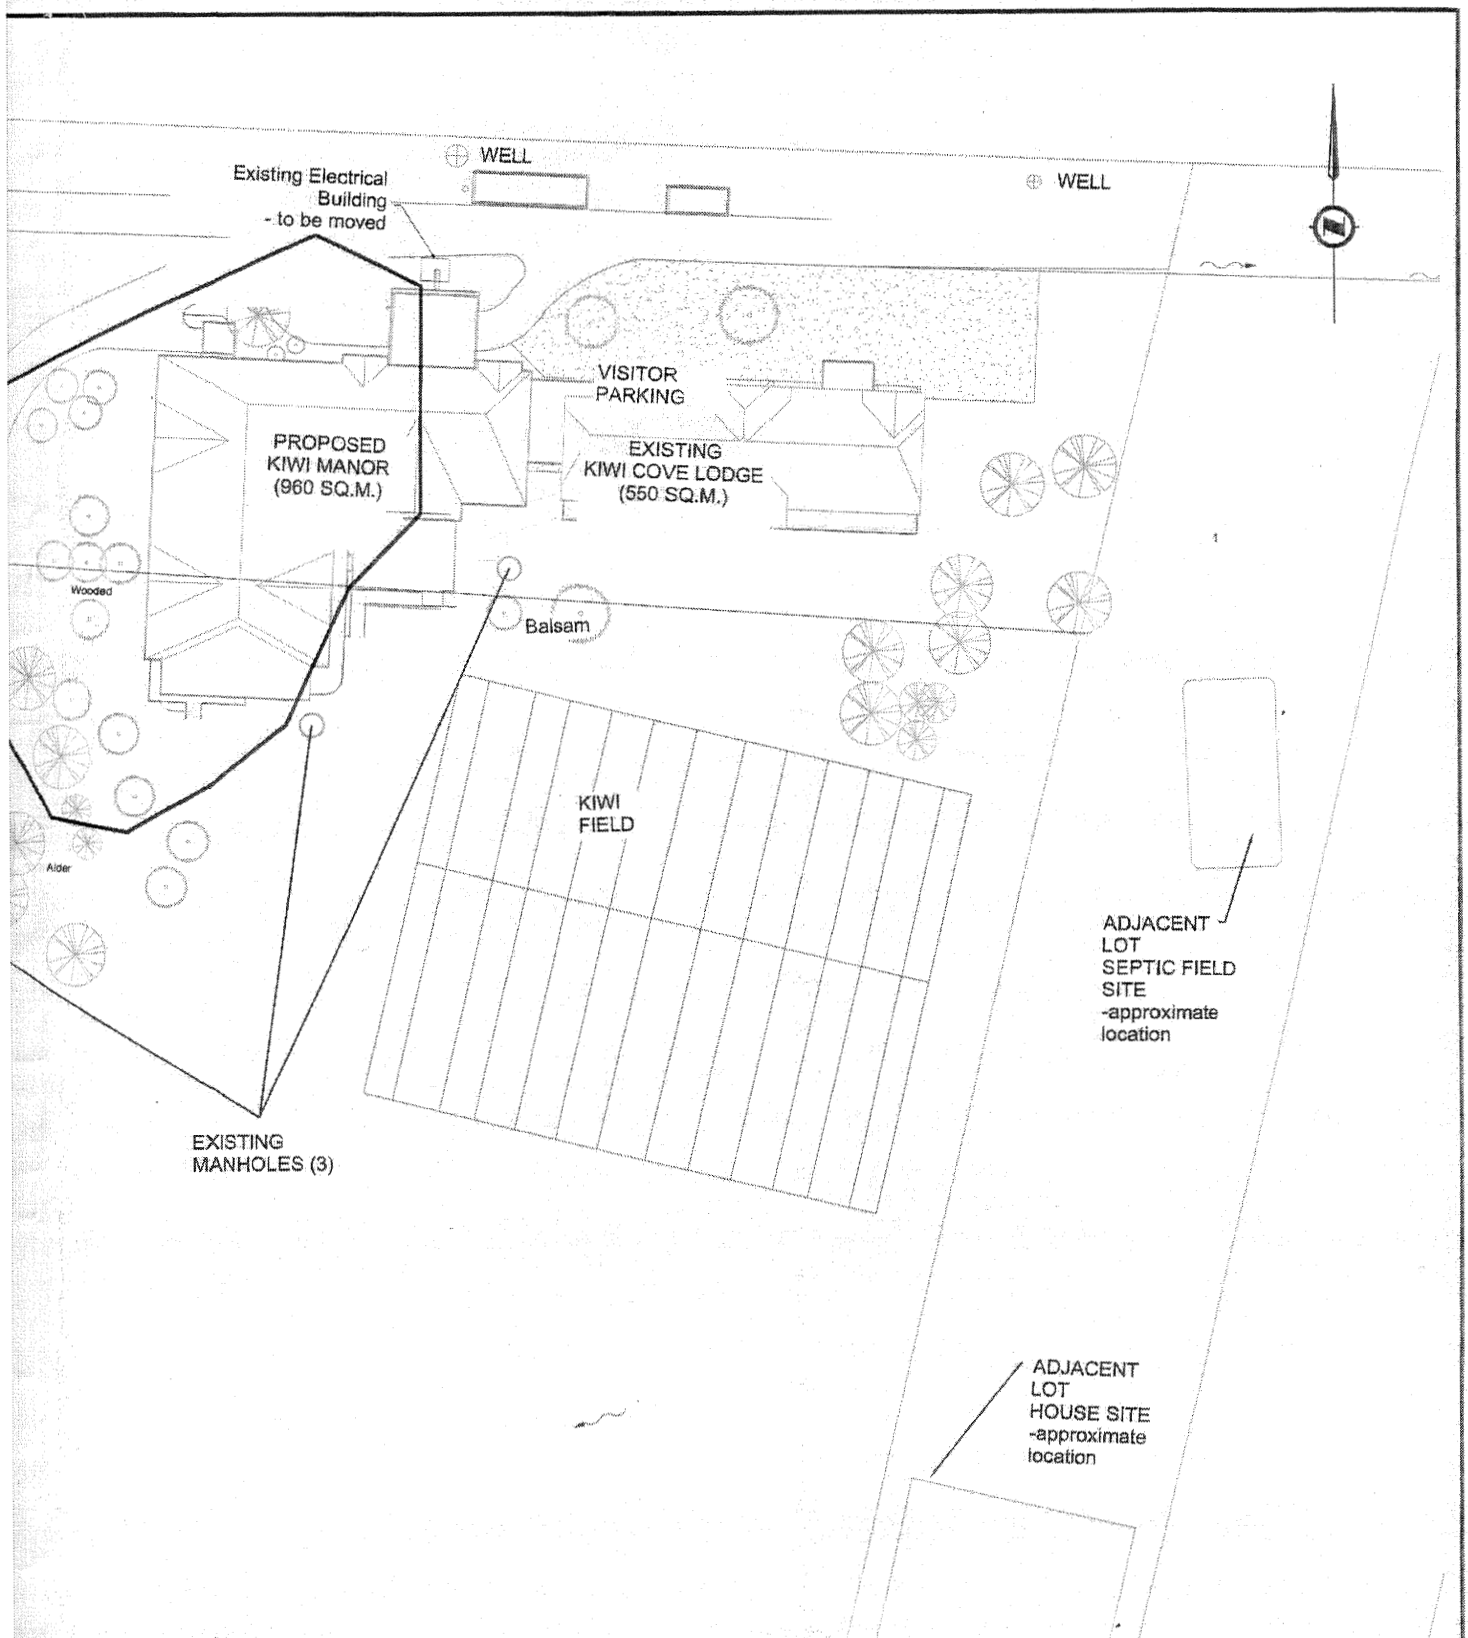 WELL
WELL
Existing Electrical
Building
- to be moved
VISITOR
PARKING
PROPOSED
KIWI MANOR
(960 SQ.M.)
EXISTING
KIWI COVE LODGE
(550 SQ.M.)
Wooded
Balsam
KIWI
FIELD
Alder
ADJACENT
LOT
SEPTIC FIELD
SITE
-approximate
location
EXISTING
MANHOLES (3)
ADJACENT
LOT
HOUSE SITE
-approximate
location